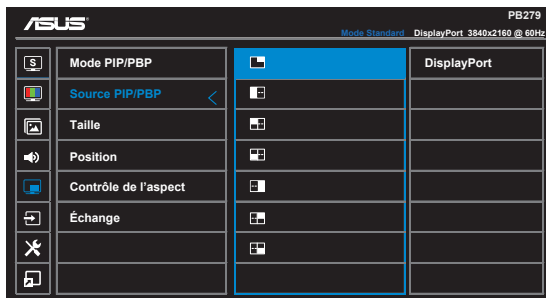 ASUS
PB279
Mode Standard DisplayPort 3840x2160 @ 60Hz
S
Mode PIP/PBP
DisplayPort
Source PIP/PBP
Taille
Position
Contrôle de l'aspect
Échange